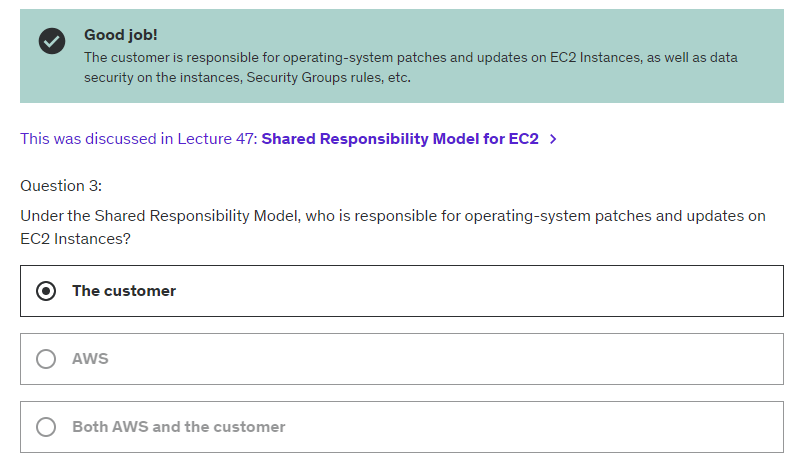 Good job!
The customer is responsible for operating-system patches and updates on EC2 Instances, as well as data
security on the instances, Security Groups rules, etc.
This was discussed in Lecture 47: Shared Responsibility Model for EC2 >
Question 3:
Under the Shared Responsibility Model, who is responsible for operating-system patches and updates on
EC2 Instances?
The customer
AWS
Both AWS and the customer